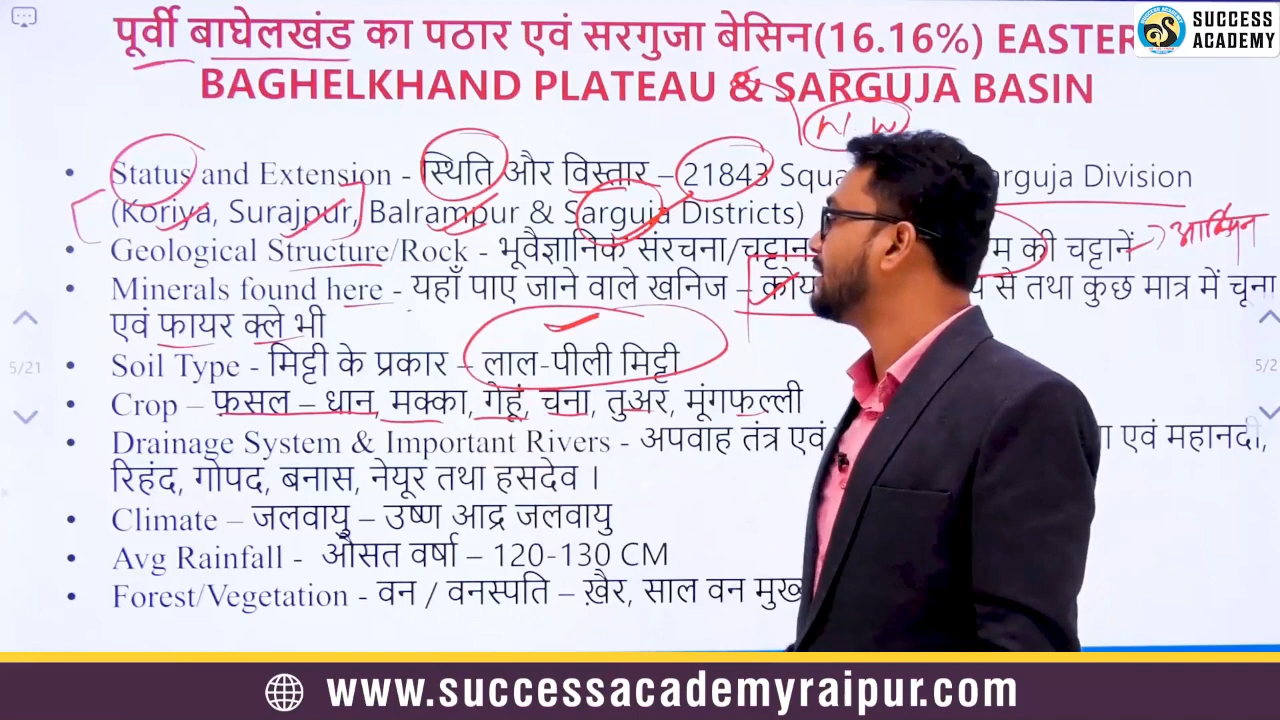 पूर्वी बाघेलखंड का पठार एवं सरगुजा बेसिन(16.16%) EASTER
BAGHELKHAND PLATEAU & SARGUJA BASIN
SUCCESS
ACADEMY
• Status and Extension - स्थिति और विस्तार – 21843 Squa arguja Division
(Koriya, Surajpur, Balrampur & Sarguja Districts)
• Geological Structure/Rock - भूवैज्ञानिक संरचना/चट्टान की चट्टानें
• Minerals found here - यहाँ पाए जाने वाले खनिज – से तथा कुछ मात्र में चूना
एवं फायर क्ले भी
5/21
• Soil Type - मिट्टी के प्रकार – लाल-पीली मिट्टी
• Crop – फसल – धान, मक्का, गेहूं, चना, तुअर, मूंगफल्ली
• Drainage System & Important Rivers - अपवाह तंत्र एवं एवं महानदी,
रिहंद, गोपद, बनास, नेयूर तथा हसदेव ।
• Climate – जलवायु – उष्ण आद्र जलवायु
• Avg Rainfall - औसत वर्षा – 120-130 CM
• Forest/Vegetation - वन / वनस्पति – ख़ैर, साल वन
www.successacademyraipur.com